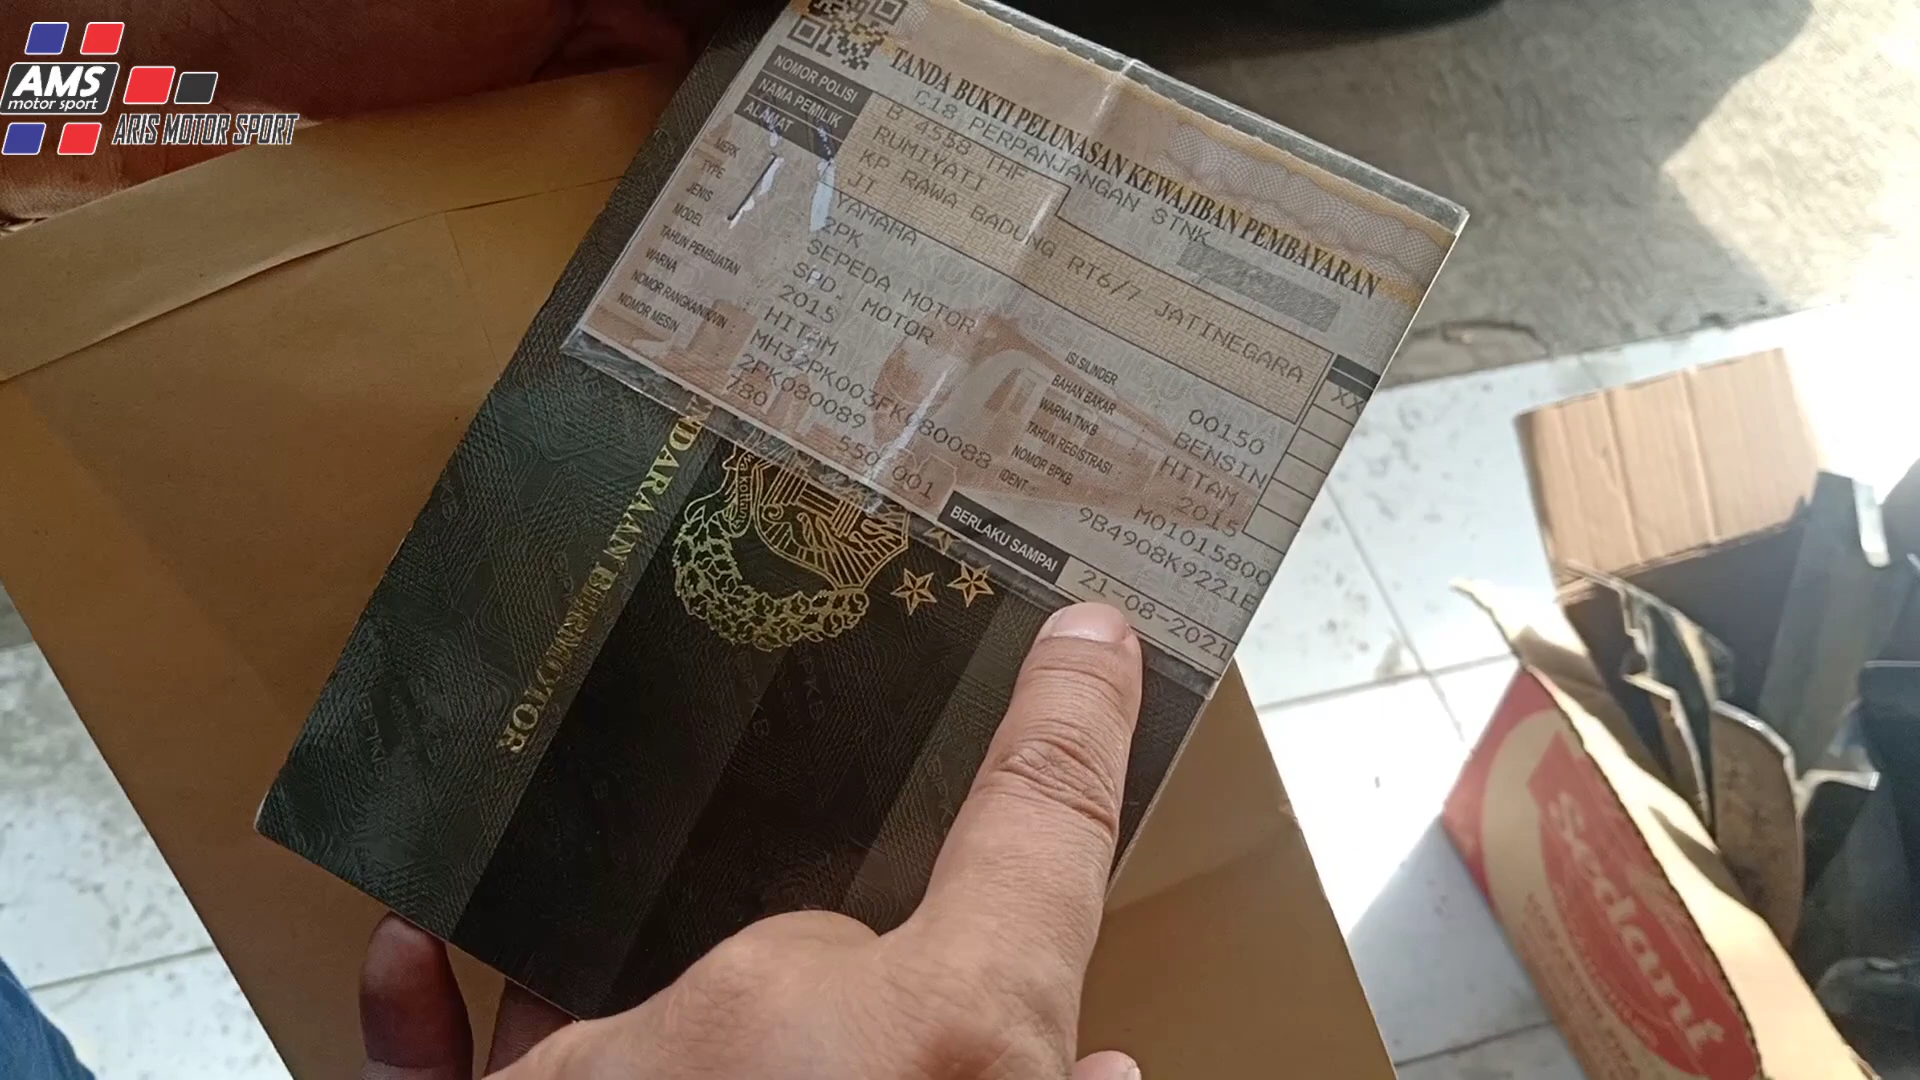 AMS
motor sport
ARIS MOTOR SPORT
TANDA BUKTI PELUNASAN KEWAJIBAN PEMBAYARAN
C18 PERPANJANGAN STNK
NOMOR POLISI B 4558 THF
NAMA PEMILIK RUMIYATI
ALAMAT KP RAWA BADUNG RT6/7 JATINEGARA
JT
MERK YAMAHA
TYPE 2PK
JENIS SEPEDA MOTOR
MODEL SPD. MOTOR
TAHUN PEMBUATAN 2015
WARNA HITAM
NOMOR RANGKA/NIK/VIN MH32PK003FK080088
NOMOR MESIN 2PK080089
780 550 001
ISI SILINDER : 00150
BAHAN BAKAR : BENSIN
WARNA TNKB : HITAM
TAHUN REGISTRASI : 2015
NOMOR BPKB : M01015800
IDENT 9B4908K9221E
XX
BERLAKU SAMPAI 21-08-2021
NDARAAN BERMOTOR
Sedani